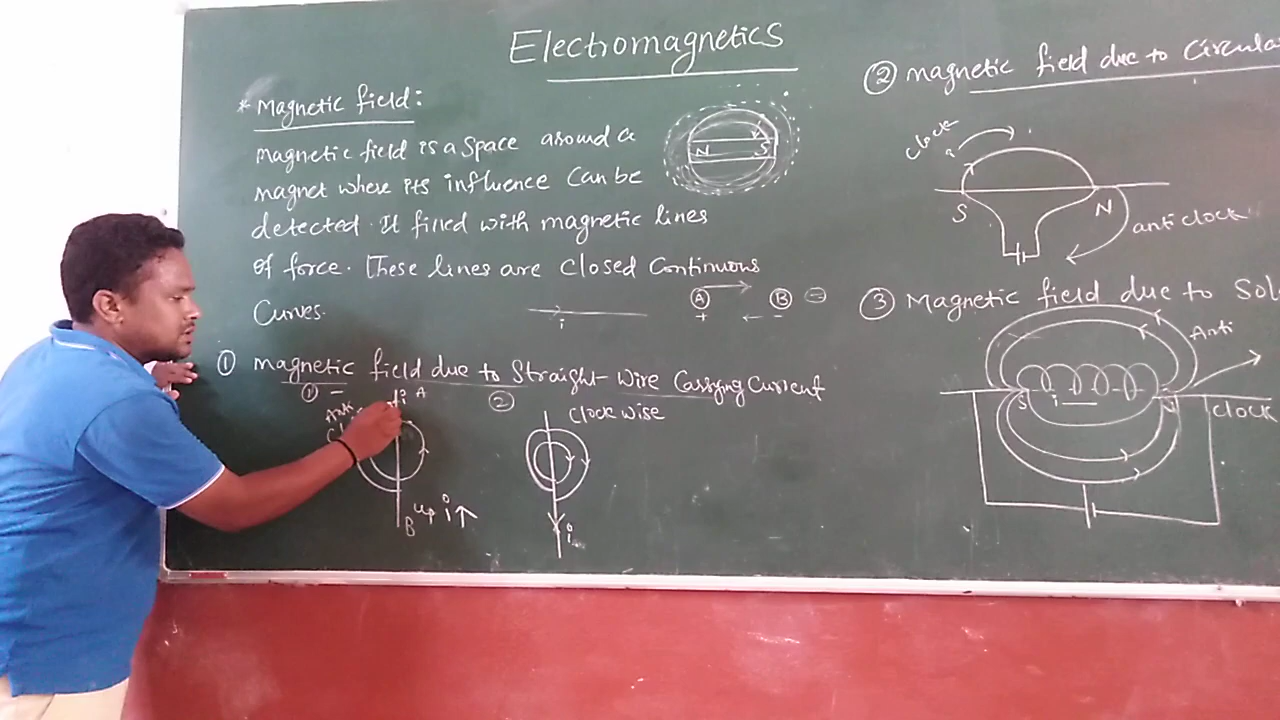 Electromagnetics
* Magnetic field:
Magnetic field is a Space around a
magnet where its influence Can be
detected. It filled with magnetic lines
of force. These lines are Closed Continuous
Curves.
N S
i
A B
+ -
① magnetic field due to Straight-Wire Carrying Current
① -
Anti
i A
B
up i ↑
② Clock wise
i
② magnetic field due to Circula
clock
S N
anti clock
③ Magnetic field due to Sol
Anti
S i N
clock